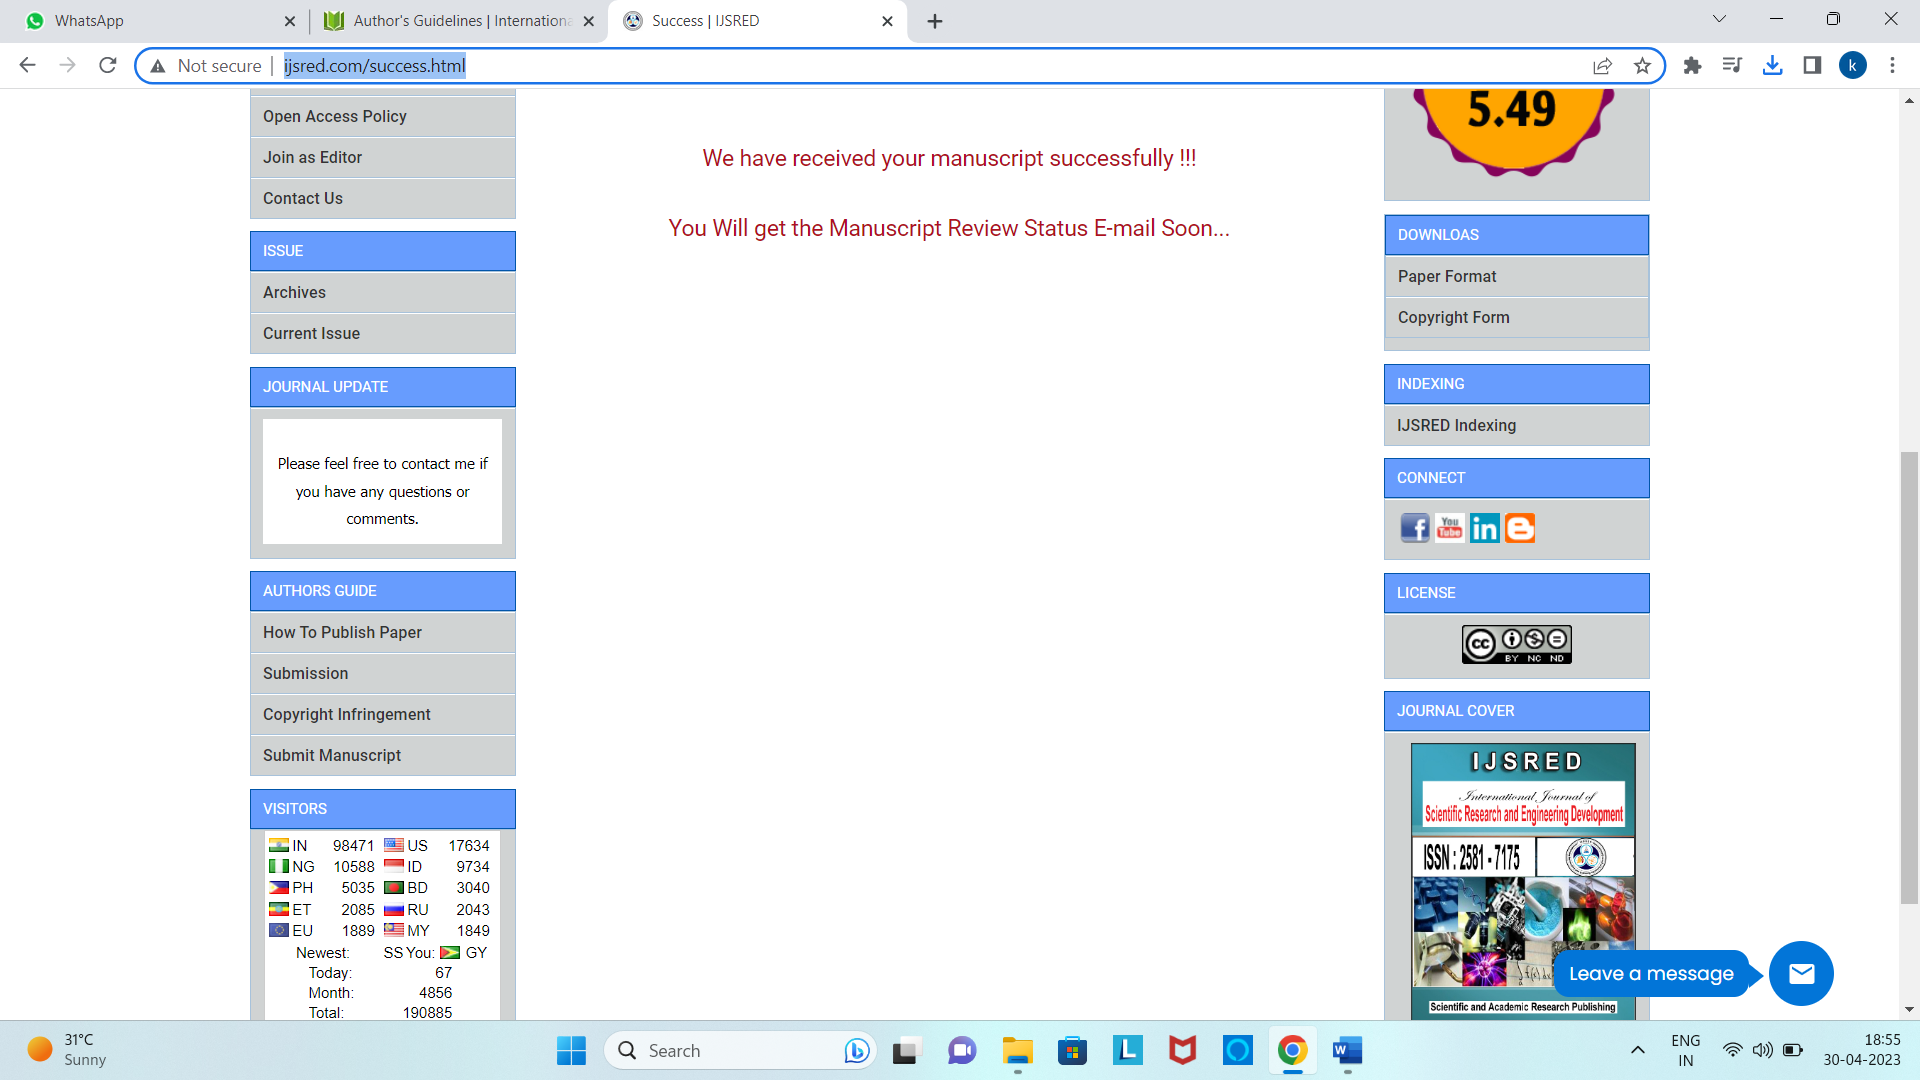 WhatsApp
Author's Guidelines | Internationa
Success | IJSRED
Not secure
ijsred.com/success.html
k
Open Access Policy
Join as Editor
Contact Us
ISSUE
Archives
Current Issue
JOURNAL UPDATE
Please feel free to contact me if
you have any questions or
comments.
AUTHORS GUIDE
How To Publish Paper
Submission
Copyright Infringement
Submit Manuscript
VISITORS
IN 98471 US 17634
NG 10588 ID 9734
PH 5035 BD 3040
ET 2085 RU 2043
EU 1889 MY 1849
Newest: SS You: GY
Today: 67
Month: 4856
Total: 190885
We have received your manuscript successfully !!!
You Will get the Manuscript Review Status E-mail Soon...
5.49
DOWNLOAS
Paper Format
Copyright Form
INDEXING
IJSRED Indexing
CONNECT
f
You
Tube
in
LICENSE
cc
BY NC ND
JOURNAL COVER
IJSRED
International Journal of
Scientific Research and Engineering Development
ISSN : 2581 - 7175
Scientific and Academic Research Publishing
Leave a message
31°C
Sunny
Search
L
W
ENG
IN
18:55
30-04-2023